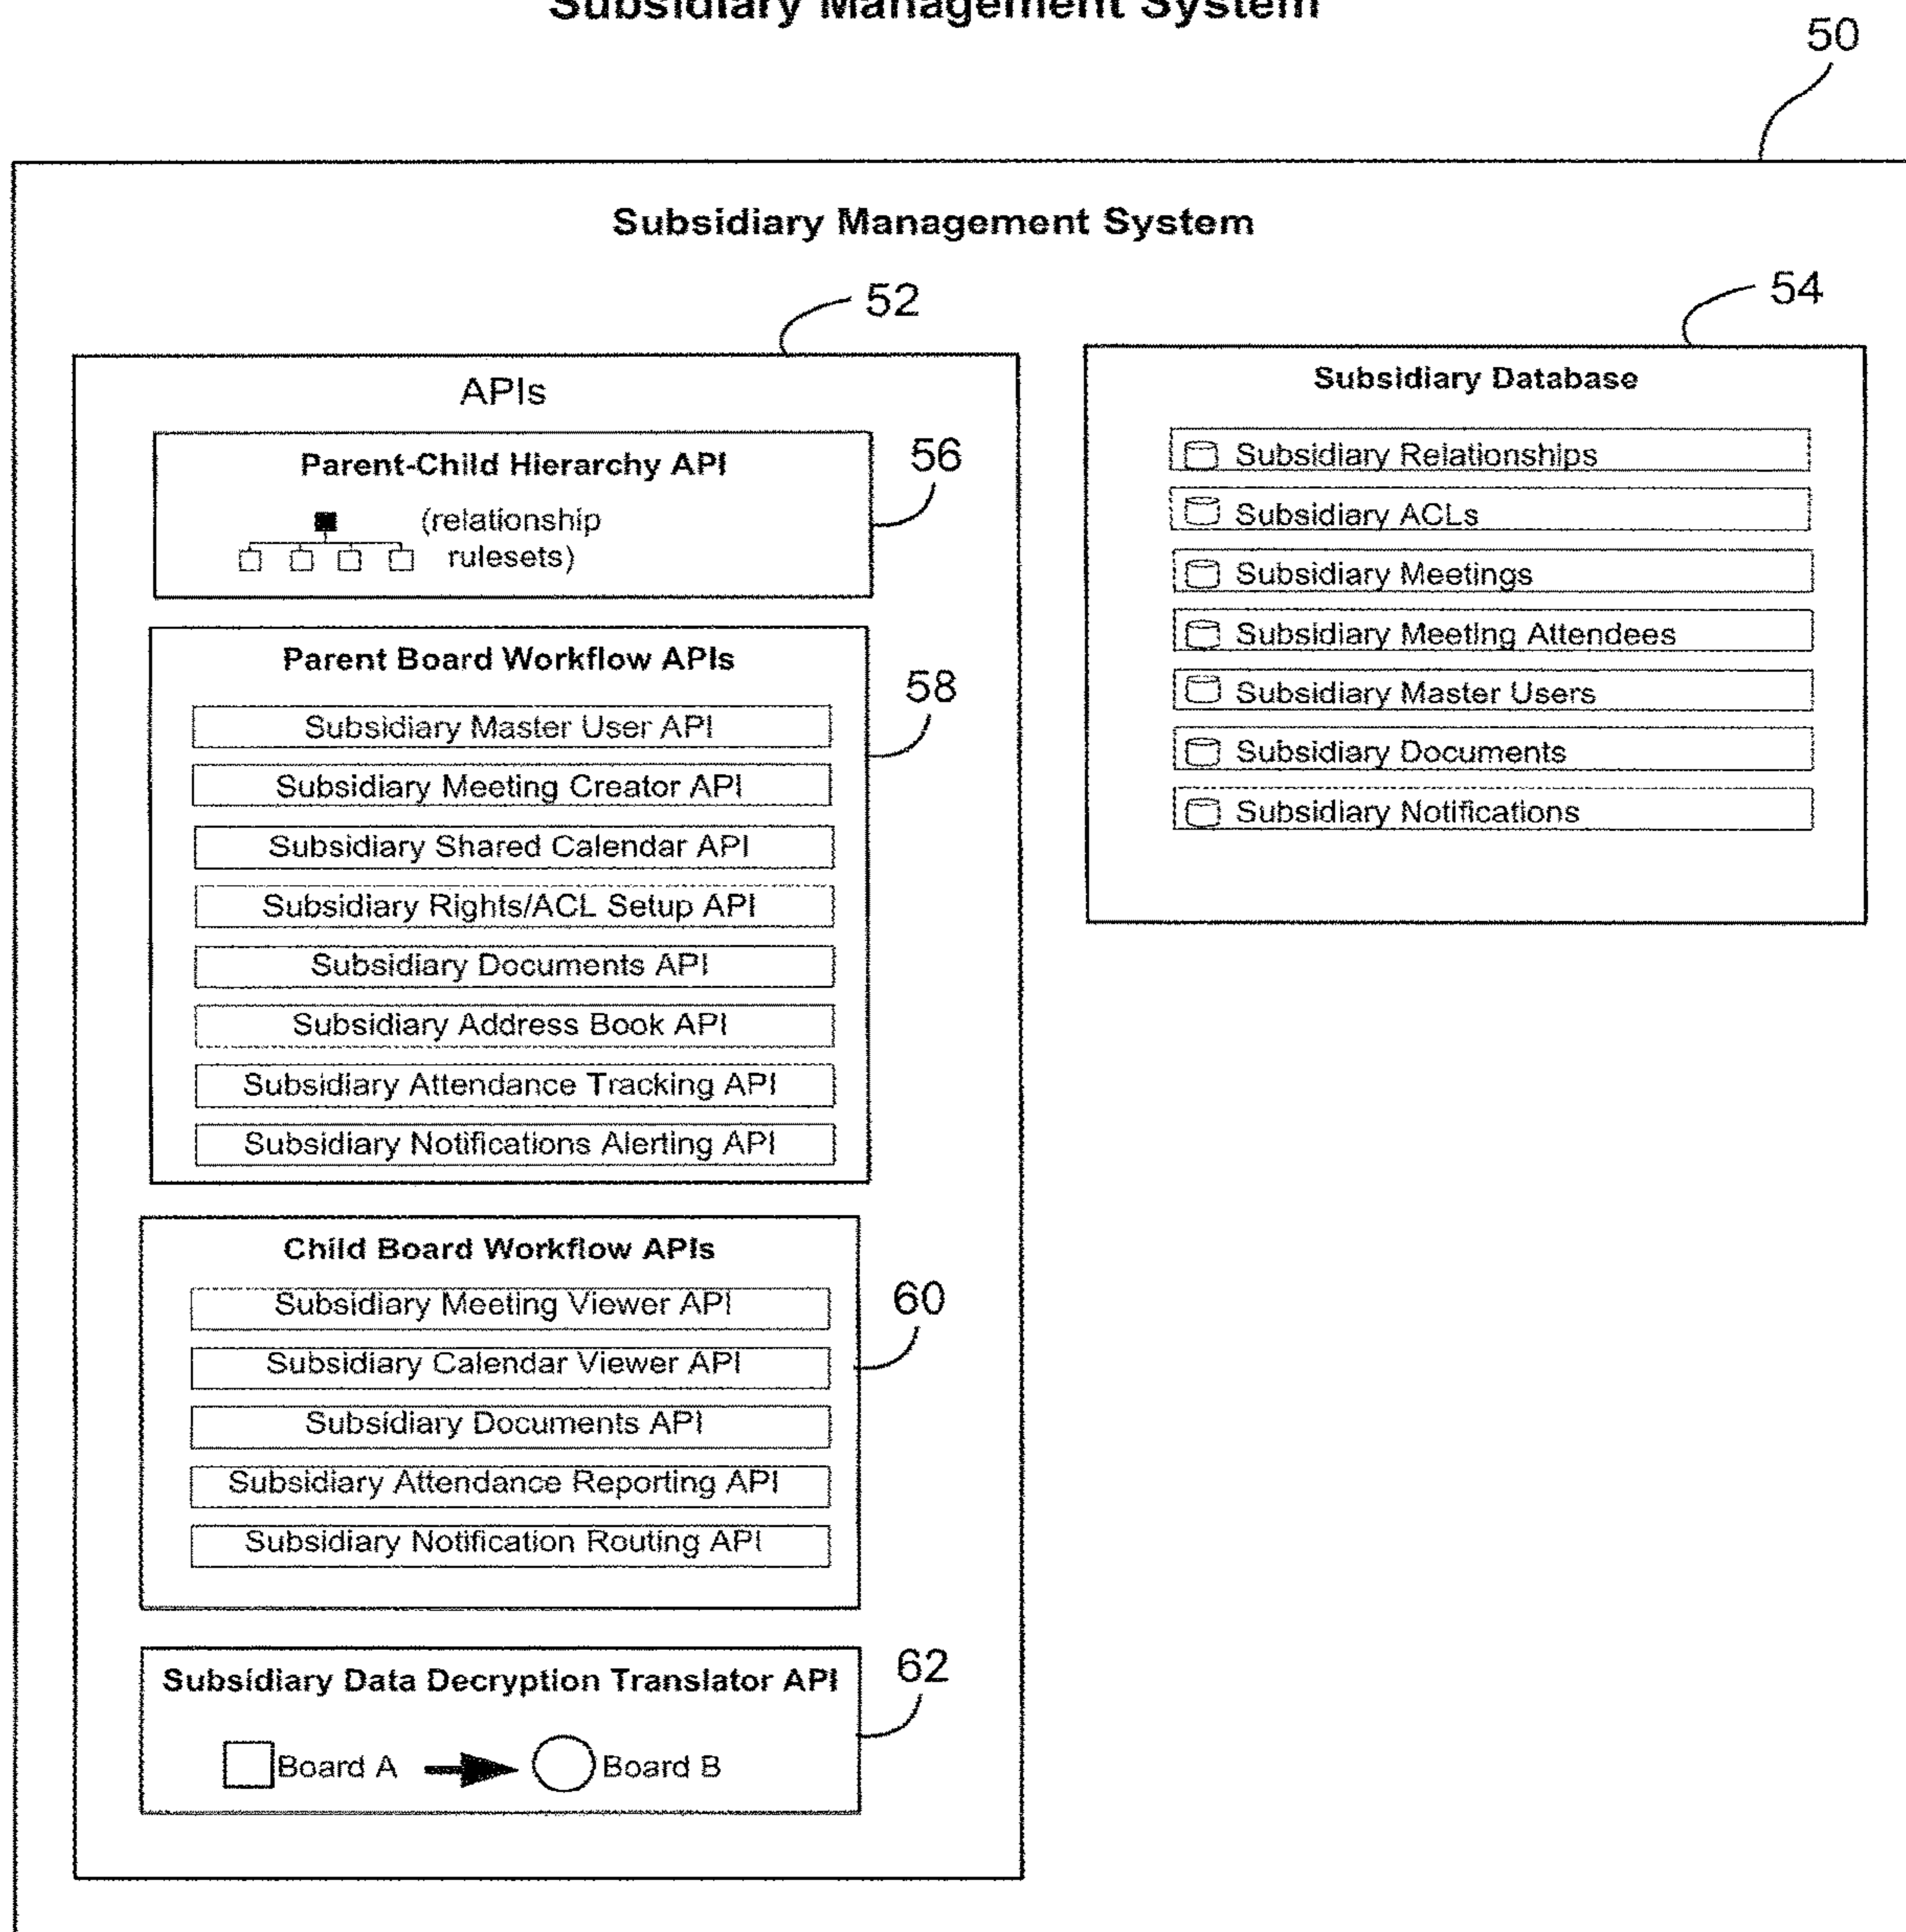 Subsidiary Management System
50
Subsidiary Management System
52
54
APIs
Parent-Child Hierarchy API
56
(relationship
rulesets)
Parent Board Workflow APIs
58
Subsidiary Master User API
Subsidiary Meeting Creator API
Subsidiary Shared Calendar API
Subsidiary Rights/ACL Setup API
Subsidiary Documents API
Subsidiary Address Book API
Subsidiary Attendance Tracking API
Subsidiary Notifications Alerting API
Child Board Workflow APIs
60
Subsidiary Meeting Viewer API
Subsidiary Calendar Viewer API
Subsidiary Documents API
Subsidiary Attendance Reporting API
Subsidiary Notification Routing API
Subsidiary Data Decryption Translator API
62
Board A
Board B
Subsidiary Database
Subsidiary Relationships
Subsidiary ACLs
Subsidiary Meetings
Subsidiary Meeting Attendees
Subsidiary Master Users
Subsidiary Documents
Subsidiary Notifications